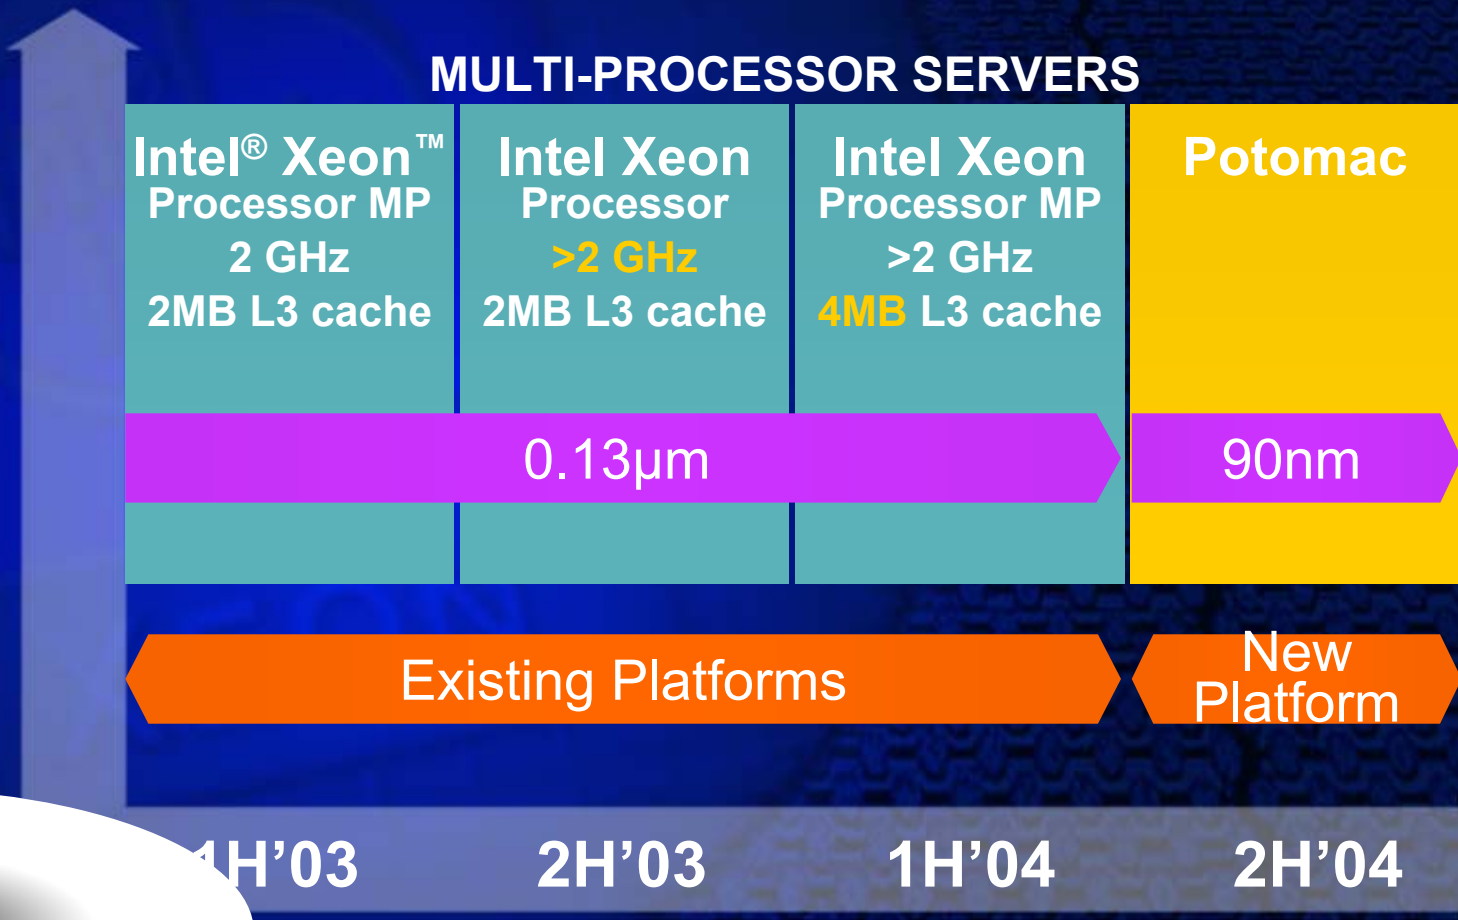 MULTI-PROCESSOR SERVERS
Intel® Xeon™
Processor MP
2 GHz
2MB L3 cache
Intel Xeon
Processor
>2 GHz
2MB L3 cache
Intel Xeon
Processor MP
>2 GHz
4MB L3 cache
Potomac
0.13µm
90nm
Existing Platforms
New
Platform
1H’03
2H’03
1H’04
2H’04